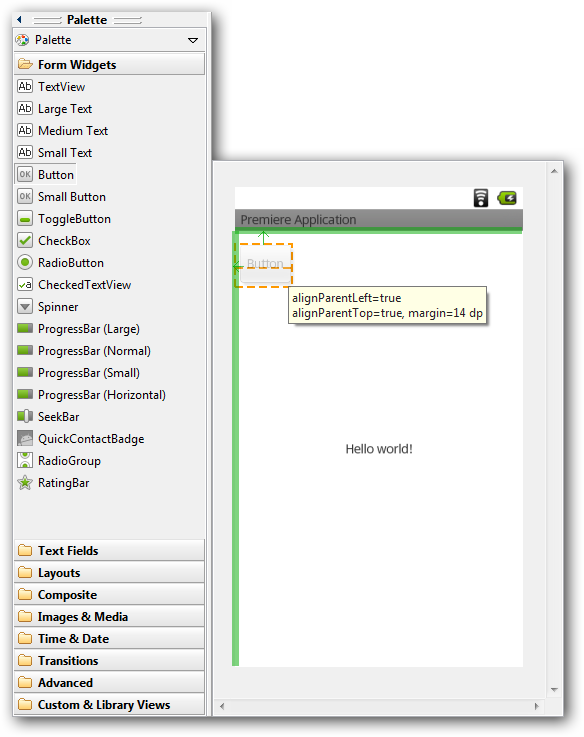 Palette
Palette
Form Widgets
Ab TextView
Ab Large Text
Ab Medium Text
Ab Small Text
OK Button
OK Small Button
ToggleButton
CheckBox
RadioButton
a CheckedTextView
Spinner
ProgressBar (Large)
ProgressBar (Normal)
ProgressBar (Small)
ProgressBar (Horizontal)
SeekBar
QuickContactBadge
RadioGroup
RatingBar
Text Fields
Layouts
Composite
Images & Media
Time & Date
Transitions
Advanced
Custom & Library Views
Premiere Application
Button
alignParentLeft=true
alignParentTop=true, margin=14 dp
Hello world!